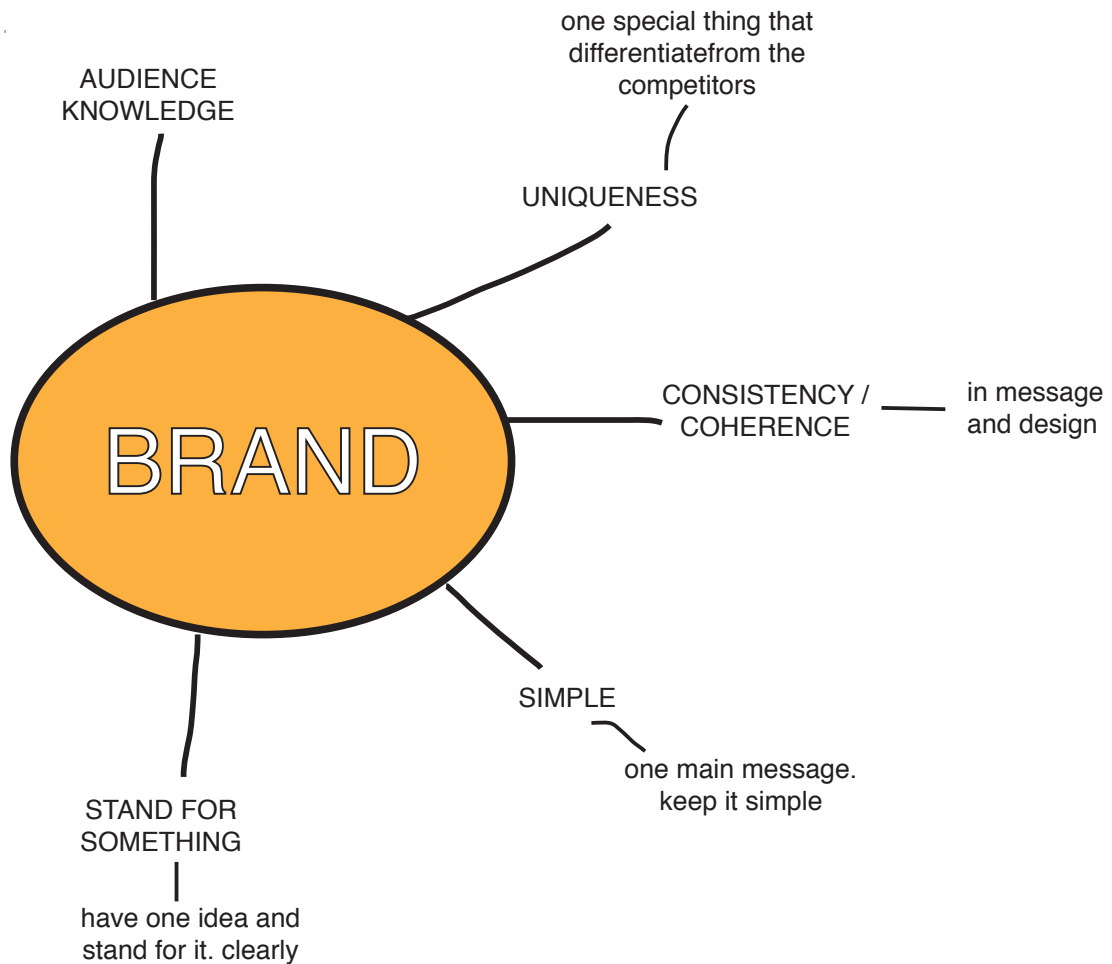 one special thing that
differentiatefrom the
competitors
AUDIENCE
KNOWLEDGE
UNIQUENESS
CONSISTENCY /
COHERENCE
in message
and design
BRAND
SIMPLE
one main message.
keep it simple
STAND FOR
SOMETHING
have one idea and
stand for it. clearly